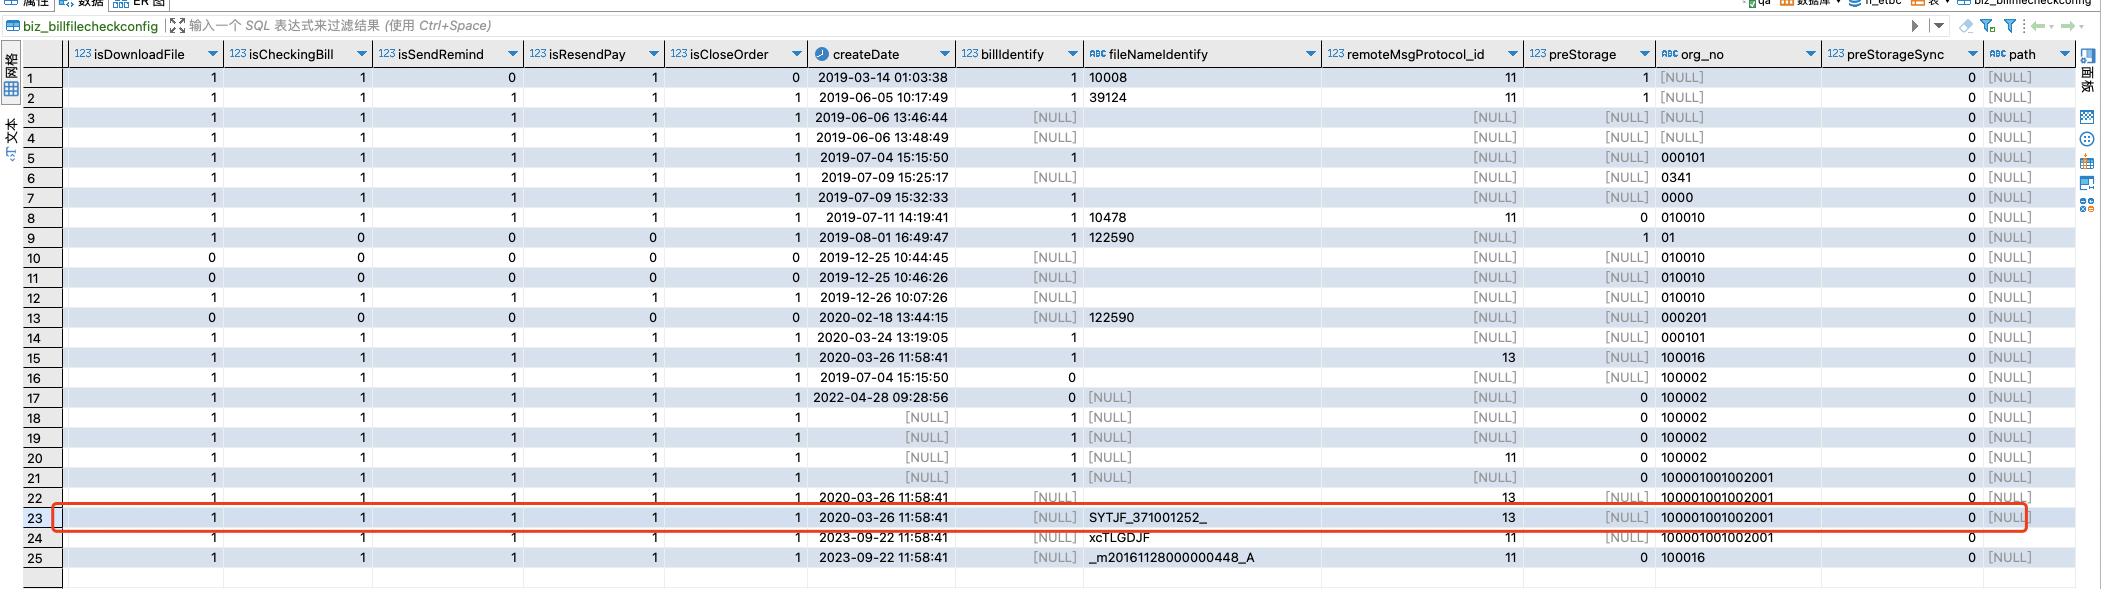 属性 数据 ER 图 qa 数据库 n_etbc 表 biz_billfilecheckconfig
biz_billfilecheckconfig 输入一个 SQL 表达式来过滤结果 (使用 Ctrl+Space)
网格
文本
面板
123 isDownloadFile 123 isCheckingBill 123 isSendRemind 123 isResendPay 123 isCloseOrder createDate 123 billIdentify ABC fileNameIdentify 123 remoteMsgProtocol_id 123 preStorage ABC org_no 123 preStorageSync ABC path
1 1 1 0 1 0 2019-03-14 01:03:38 1 10008 11 1 [NULL] 0 [NULL]
2 1 1 1 1 1 2019-06-05 10:17:49 1 39124 11 1 [NULL] 0 [NULL]
3 1 1 1 1 1 2019-06-06 13:46:44 [NULL] [NULL] [NULL] [NULL] 0 [NULL]
4 1 1 1 1 1 2019-06-06 13:48:49 [NULL] [NULL] [NULL] [NULL] 0 [NULL]
5 1 1 1 1 1 2019-07-04 15:15:50 1 [NULL] [NULL] 000101 0 [NULL]
6 1 1 1 1 1 2019-07-09 15:25:17 [NULL] [NULL] [NULL] 0341 0 [NULL]
7 1 1 1 1 1 2019-07-09 15:32:33 1 [NULL] [NULL] 0000 0 [NULL]
8 1 1 1 1 1 2019-07-11 14:19:41 1 10478 11 0 010010 0 [NULL]
9 1 0 0 0 1 2019-08-01 16:49:47 1 122590 [NULL] 1 01 0 [NULL]
10 0 0 0 0 0 2019-12-25 10:44:45 [NULL] [NULL] [NULL] 010010 0 [NULL]
11 0 0 0 0 0 2019-12-25 10:46:26 [NULL] [NULL] [NULL] 010010 0 [NULL]
12 1 1 1 1 1 2019-12-26 10:07:26 [NULL] [NULL] [NULL] 010010 0 [NULL]
13 0 0 0 0 0 2020-02-18 13:44:15 [NULL] 122590 [NULL] [NULL] 000201 0 [NULL]
14 1 1 1 1 1 2020-03-24 13:19:05 1 [NULL] [NULL] 000101 0 [NULL]
15 1 1 1 1 1 2020-03-26 11:58:41 1 13 [NULL] 100016 0 [NULL]
16 1 1 1 1 1 2019-07-04 15:15:50 0 [NULL] [NULL] 100002 0 [NULL]
17 1 1 1 1 1 2022-04-28 09:28:56 0 [NULL] [NULL] 0 100002 0 [NULL]
18 1 1 1 1 1 [NULL] 1 [NULL] [NULL] 0 100002 0 [NULL]
19 1 1 1 1 1 [NULL] 1 [NULL] [NULL] 0 100002 0 [NULL]
20 1 1 1 1 1 [NULL] 1 [NULL] 11 0 100002 0 [NULL]
21 1 1 1 1 1 [NULL] 1 [NULL] [NULL] 0 100001001002001 0 [NULL]
22 1 1 1 1 1 2020-03-26 11:58:41 [NULL] 13 [NULL] 100001001002001 0 [NULL]
23 1 1 1 1 1 2020-03-26 11:58:41 [NULL] SYTJF_371001252_ 13 [NULL] 100001001002001 0 [NULL]
24 1 1 1 1 1 2023-09-22 11:58:41 [NULL] xcTLGDJF 11 [NULL] 100001001002001 0
25 1 1 1 1 1 2023-09-22 11:58:41 [NULL] _m20161128000000448_A 11 0 100016 0 [NULL]